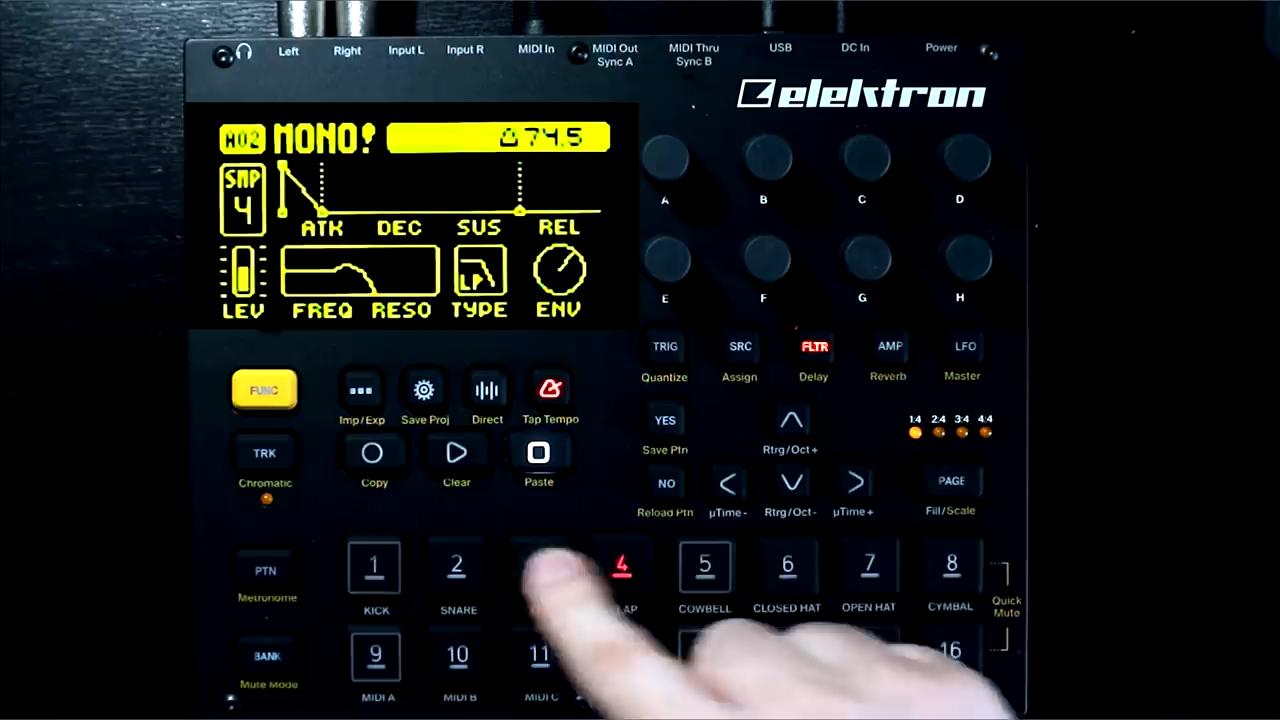 Left Right Input L Input R MIDI In MIDI Out MIDI Thru USB DC In Power
Sync A Sync B
elektron
A02 MONO! 74.5
SMP
4
ATK DEC SUS REL
LP
LEV FREQ RESO TYPE ENV
A B C D
E F G H
TRIG SRC FLTR AMP LFO
Quantize Assign Delay Reverb Master
FUNC
Imp/Exp Save Proj Direct Tap Tempo
YES
1:4 2:4 3:4 4:4
Save Ptn Rtrg/Oct+
TRK
Chromatic Copy Clear Paste
NO PAGE
Reload Ptn µTime- Rtrg/Oct- µTime+ Fill/Scale
PTN 1 2 4 5 6 7 8
Metronome KICK SNARE COWBELL CLOSED HAT OPEN HAT CYMBAL
Quick
Mute
BANK 9 10 11 16
Mute Mode MIDI A MIDI B MIDI C